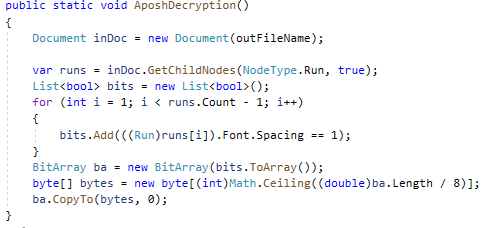 public static void AposhDecryption()
{
    Document inDoc = new Document(outFileName);

    var runs = inDoc.GetChildNodes(NodeType.Run, true);
    List<bool> bits = new List<bool>();
    for (int i = 1; i < runs.Count - 1; i++)
    {
        bits.Add(((Run)runs[i]).Font.Spacing == 1);
    }
    BitArray ba = new BitArray(bits.ToArray());
    byte[] bytes = new byte[(int)Math.Ceiling((double)ba.Length / 8)];
    ba.CopyTo(bytes, 0);
}